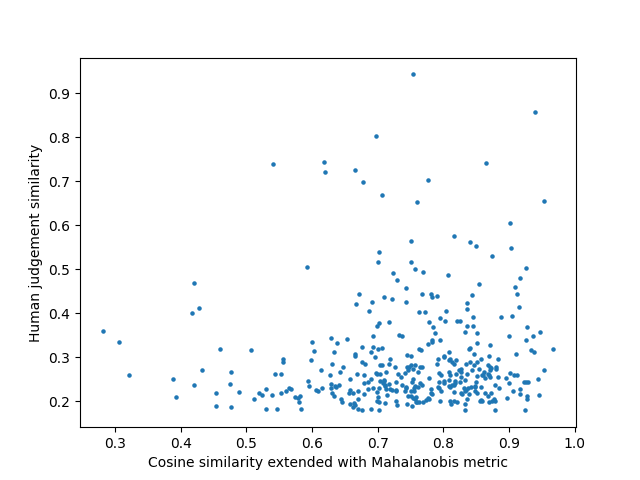 0.9
0.8
0.7
0.6
0.5
0.4
0.3
0.2
Human judgement similarity
0.3 0.4 0.5 0.6 0.7 0.8 0.9 1.0
Cosine similarity extended with Mahalanobis metric